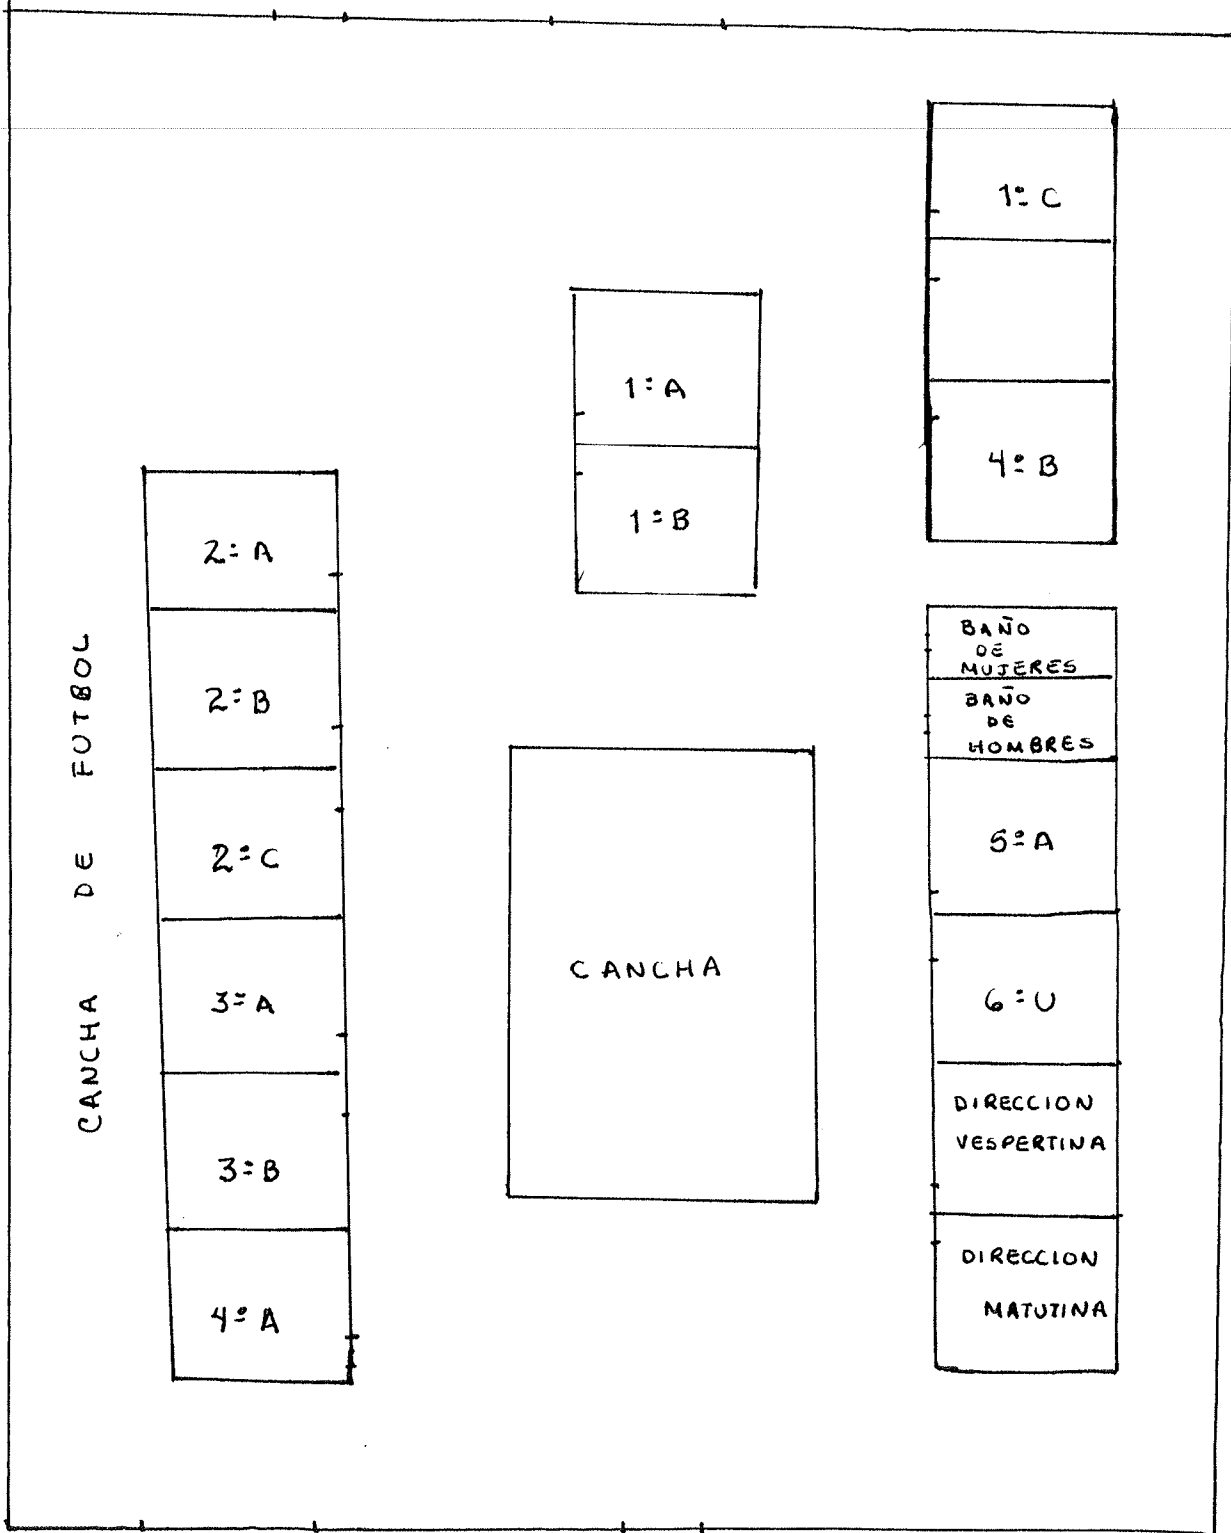 1º C
1º A
4º B
1º B
2º A
BAÑO
DE
MUJERES
2º B
BAÑO
DE
HOMBRES
CANCHA DE FUTBOL
2º C
5º A
CANCHA
3º A
6º U
DIRECCION
VESPERTINA
3º B
DIRECCION
MATUTINA
4º A